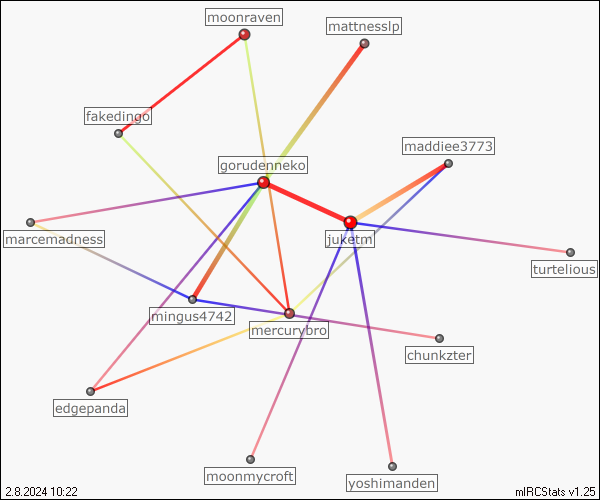 moonraven
mattnesslp
fakedingo
maddiee3773
gorudenneko
marcemadness
juketm
turtelious
mingus4742
mercurybro
chunkzter
edgepanda
moonmycroft
yoshimanden
2.8.2024 10:22
mIRCStats v1.25